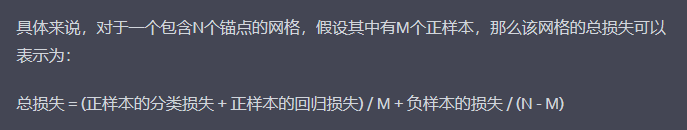 具体来说，对于一个包含N个锚点的网格，假设其中有M个正样本，那么该网格的总损失可以
表示为：
总损失 = (正样本的分类损失 + 正样本的回归损失) / M + 负样本的损失 / (N - M)